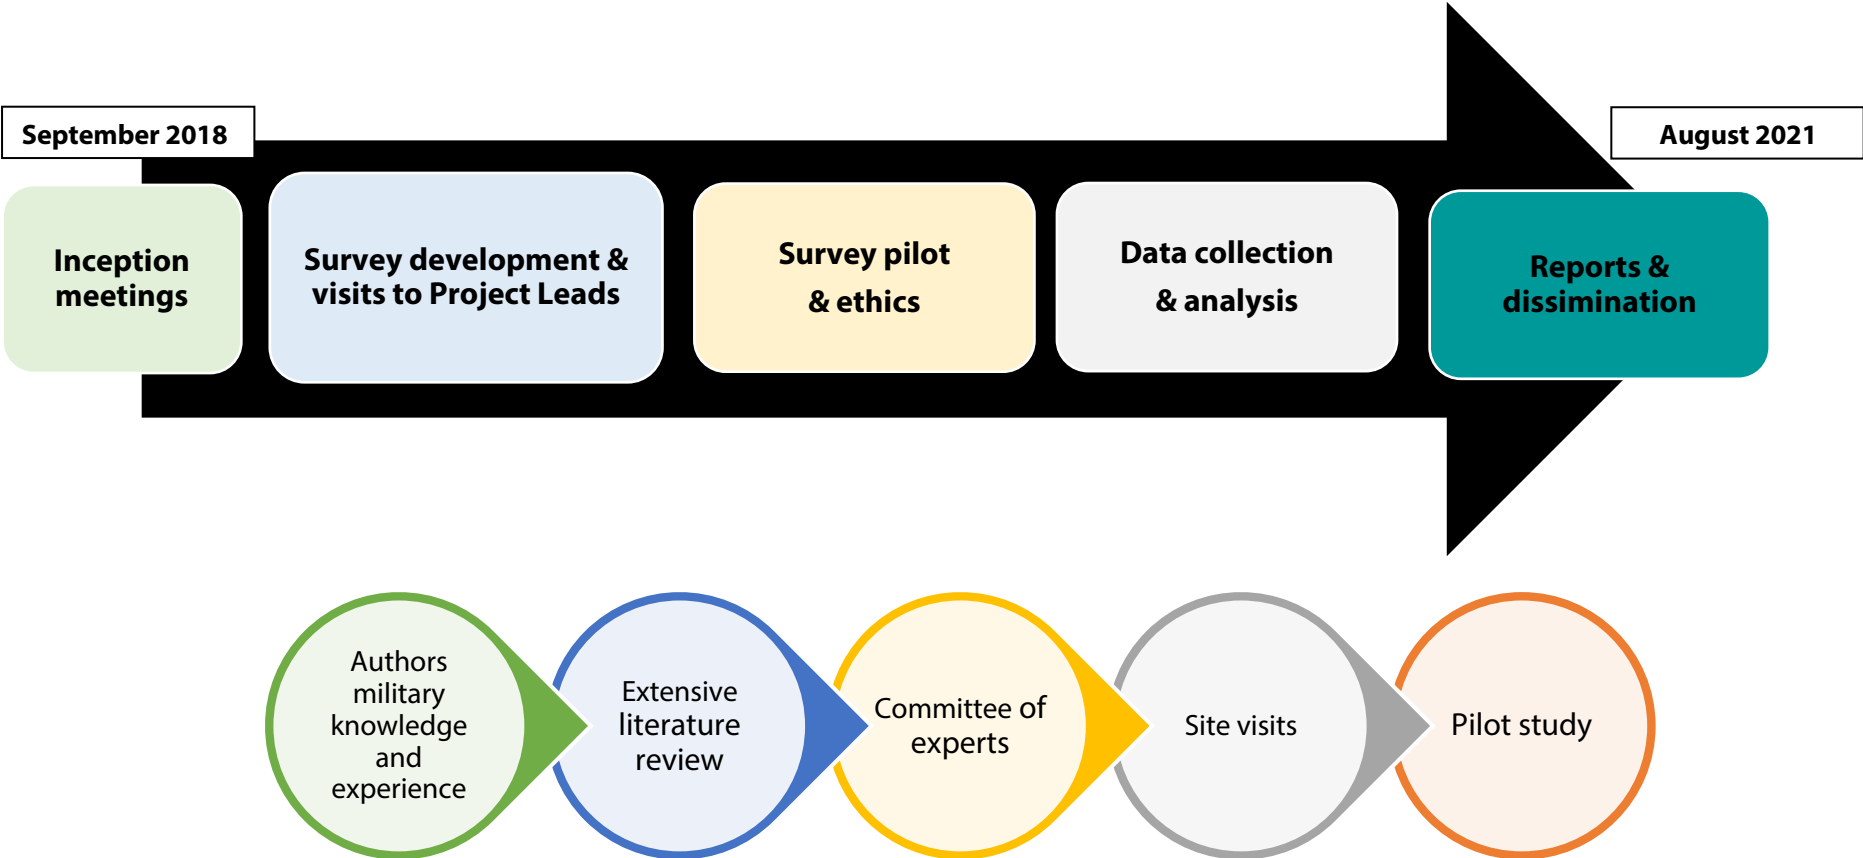 September 2018
August 2021
Inception
meetings
Survey development &
visits to Project Leads
Survey pilot
& ethics
Data collection
& analysis
Reports &
dissimination
Authors
military
knowledge
and
experience
Extensive
literature
review
Committee of
experts
Site visits
Pilot study